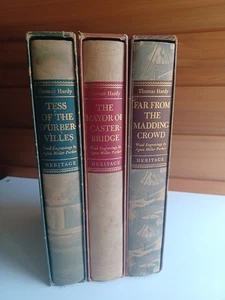 Thomas Hardy
TESS
OF THE
D'URBER-
VILLES
Wood Engravings by
Agnes Miller Parker
HERITAGE
Thomas Hardy
THE
MAYOR OF
CASTER-
BRIDGE
Wood Engravings by
Agnes Miller Parker
HERITAGE
Thomas Hardy
FAR FROM
THE
MADDING
CROWD
Wood Engravings by
Agnes Miller Parker
HERITAGE